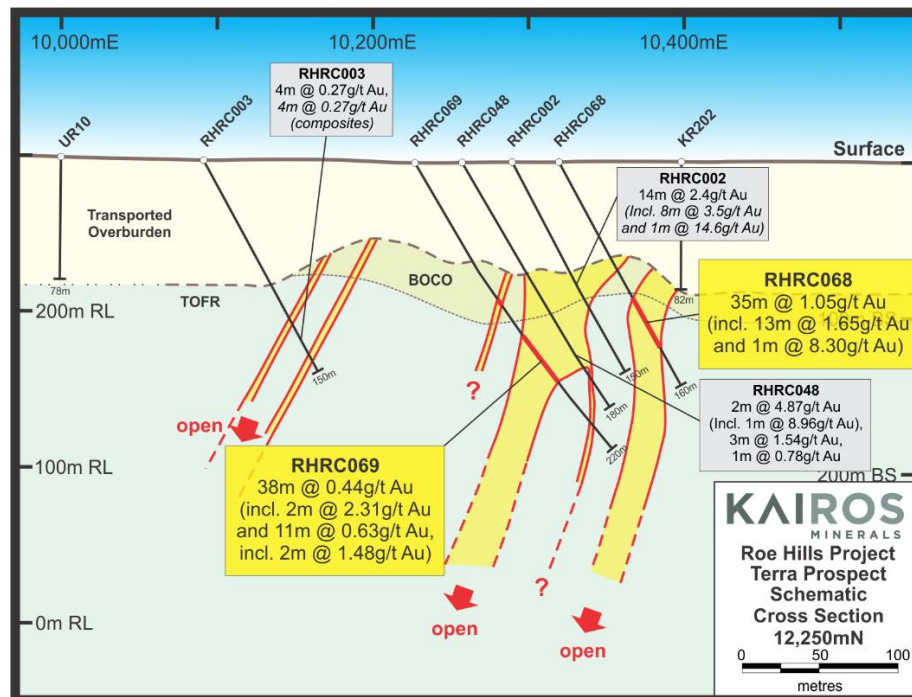 10,000mE
10,200mE
10,400mE
UR10
RHRC003
RHRC003
4m @ 0.27g/t Au,
4m @ 0.27g/t Au
(composites)
RHRC069
RHRC048
RHRC002
RHRC068
KR202
Surface
RHRC002
14m @ 2.4g/t Au
(Incl. 8m @ 3.5g/t Au
and 1m @ 14.6g/t Au)
Transported
Overburden
78m
TOFR
BOCO
82m
200m RL
RHRC068
35m @ 1.05g/t Au
(incl. 13m @ 1.65g/t Au
and 1m @ 8.30g/t Au)
150m
150m
160m
180m
220m
?
RHRC048
2m @ 4.87g/t Au
(Incl. 1m @ 8.96g/t Au),
3m @ 1.54g/t Au,
1m @ 0.78g/t Au
open
100m RL
200m BS
RHRC069
38m @ 0.44g/t Au
(incl. 2m @ 2.31g/t Au
and 11m @ 0.63g/t Au,
incl. 2m @ 1.48g/t Au)
?
open
open
0m RL
KAIROS
MINERALS
Roe Hills Project
Terra Prospect
Schematic
Cross Section
12,250mN
0 50 100
metres